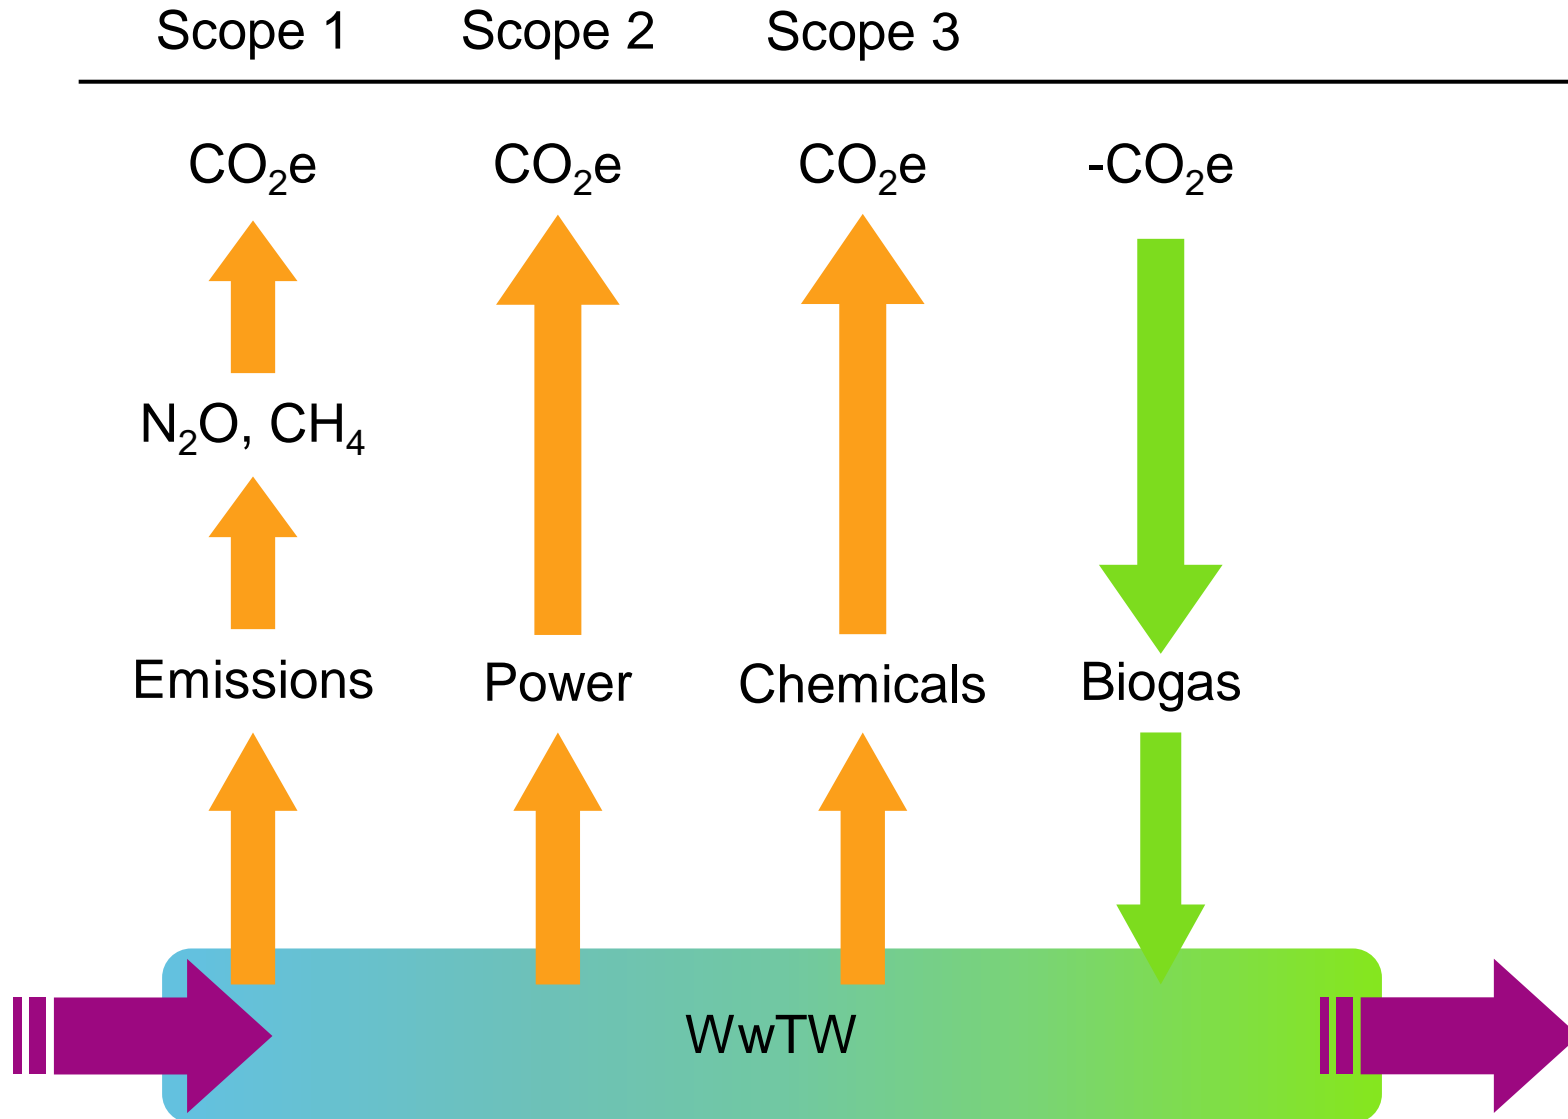 Scope 1 Scope 2 Scope 3
CO₂e CO₂e CO₂e -CO₂e
N₂O, CH₄
Emissions Power Chemicals Biogas
WwTW